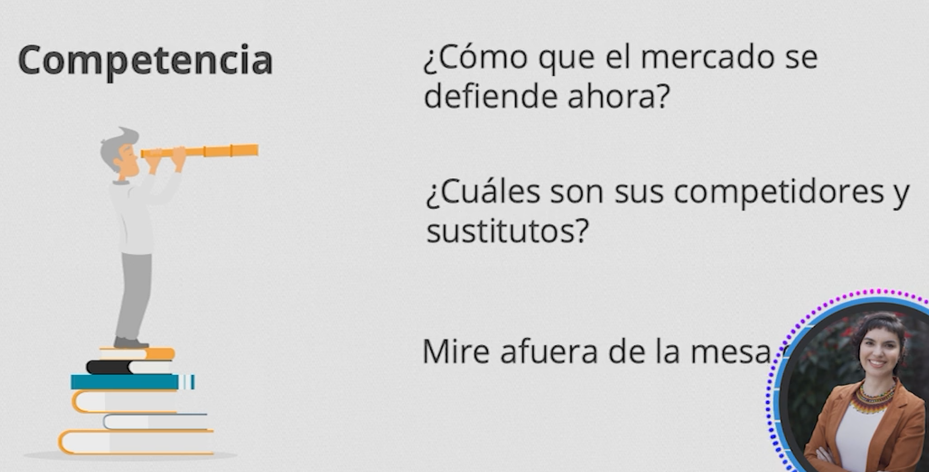 Competencia
¿Cómo que el mercado se
defiende ahora?
¿Cuáles son sus competidores y
sustitutos?
Mire afuera de la mesa